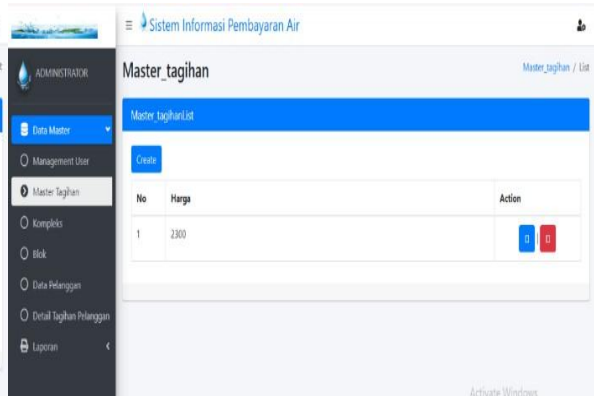 Sistem Informasi Pembayaran Air
ADMINISTRATOR
Master_tagihan
Master_tagihan / List
Data Master
Management User
Master Tagihan
Kompleks
Blok
Data Pelanggan
Detail Tagihan Pelanggan
Laporan
Master_tagihanList
Create
No Harga Action
1 2300 |
Activate Windows